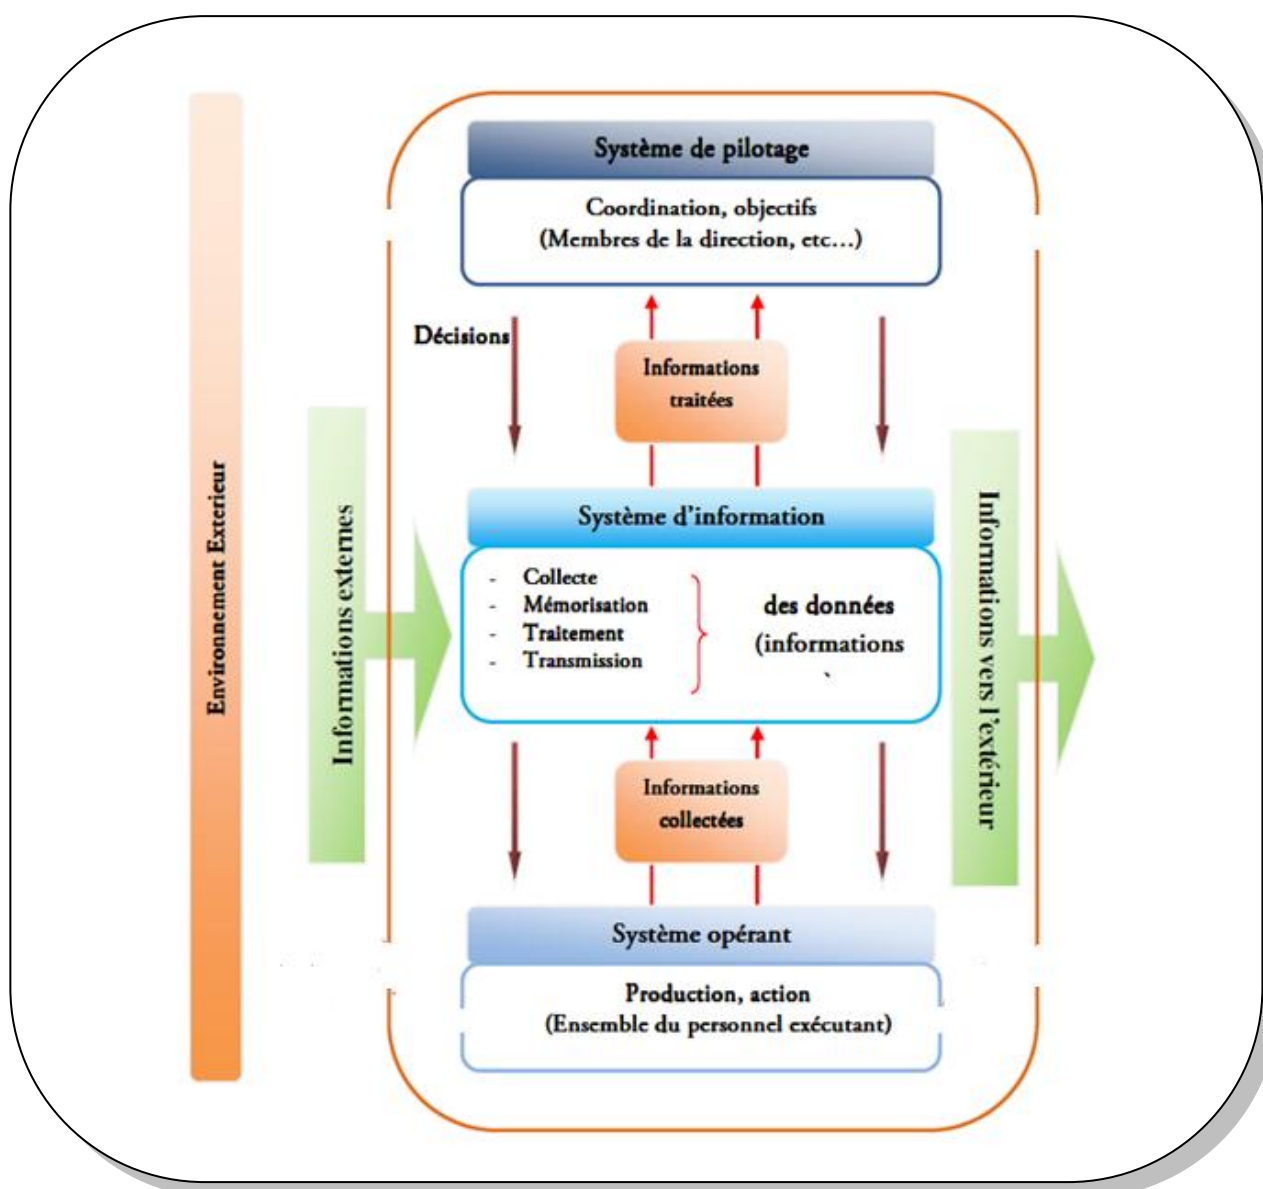 Système de pilotage
Coordination, objectifs
(Membres de la direction, etc...)
Décisions
Informations
traitées
Environnement Exterieur
Informations externes
Système d'information
- Collecte
- Mémorisation
- Traitement
- Transmission
des données
(informations
Informations vers l'extérieur
Informations
collectées
Système opérant
Production, action
(Ensemble du personnel exécutant)